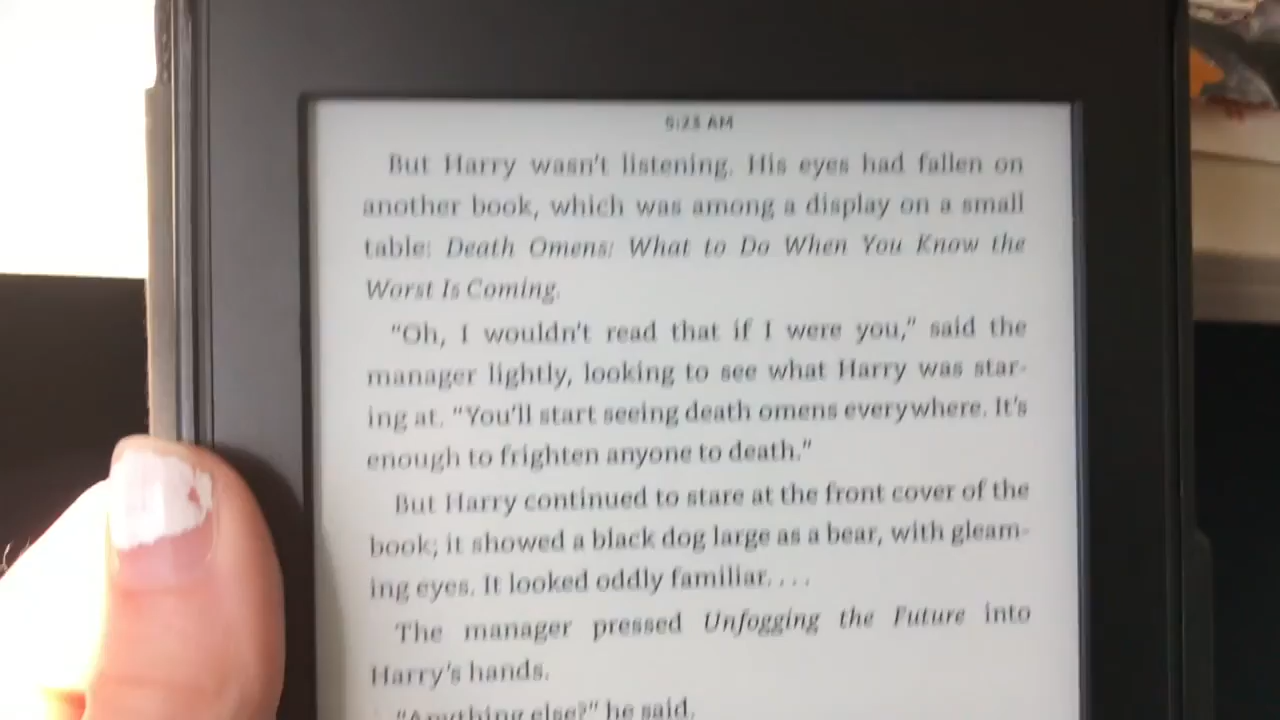 5:23 AM
But Harry wasn't listening. His eyes had fallen on
another book, which was among a display on a small
table: Death Omens: What to Do When You Know the
Worst Is Coming.
"Oh, I wouldn't read that if I were you," said the
manager lightly, looking to see what Harry was star-
ing at. "You'll start seeing death omens everywhere. It's
enough to frighten anyone to death."
But Harry continued to stare at the front cover of the
book; it showed a black dog large as a bear, with gleam-
ing eyes. It looked oddly familiar. . . .
The manager pressed Unfogging the Future into
Harry's hands.
"Anything else?" he said.